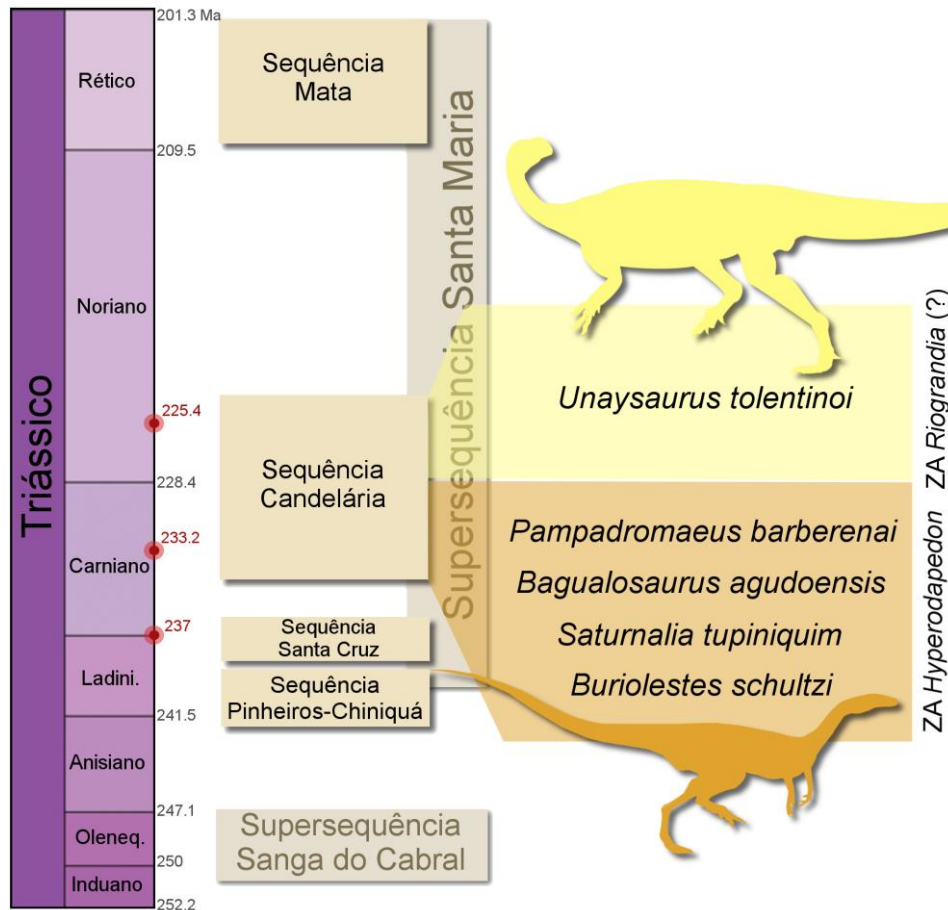 Triássico
201.3 Ma
Rético
209.5
Noriano
225.4
228.4
233.2
Carniano
237
Ladini.
241.5
Anisiano
247.1
Oleneq.
250
Induano
252.2
Sequência
Mata
Sequência
Candelária
Sequência
Santa Cruz
Sequência
Pinheiros-Chiniquá
Supersequência
Sanga do Cabral
Supersequência Santa Maria
Unaysaurus tolentinoi
Pampadromaeus barberenai
Bagualosaurus agudoensis
Saturnalia tupiniquim
Buriolestes schultzi
ZA Riograndia (?)
ZA Hyperodapedon